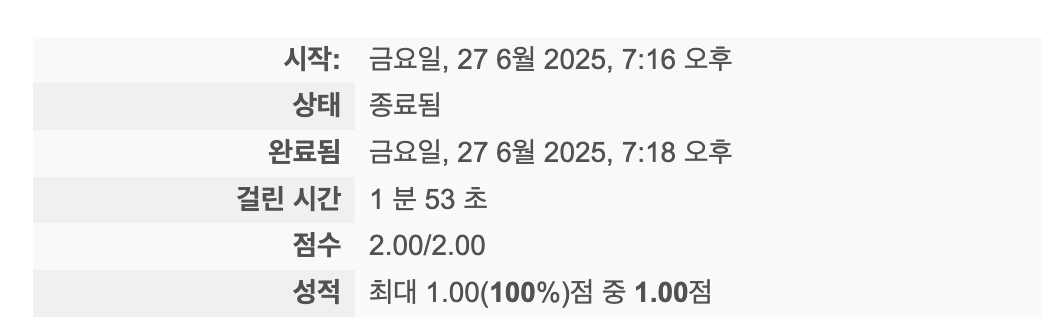 시작: 금요일, 27 6월 2025, 7:16 오후
상태 종료됨
완료됨 금요일, 27 6월 2025, 7:18 오후
걸린 시간 1 분 53 초
점수 2.00/2.00
성적 최대 1.00(100%)점 중 1.00점